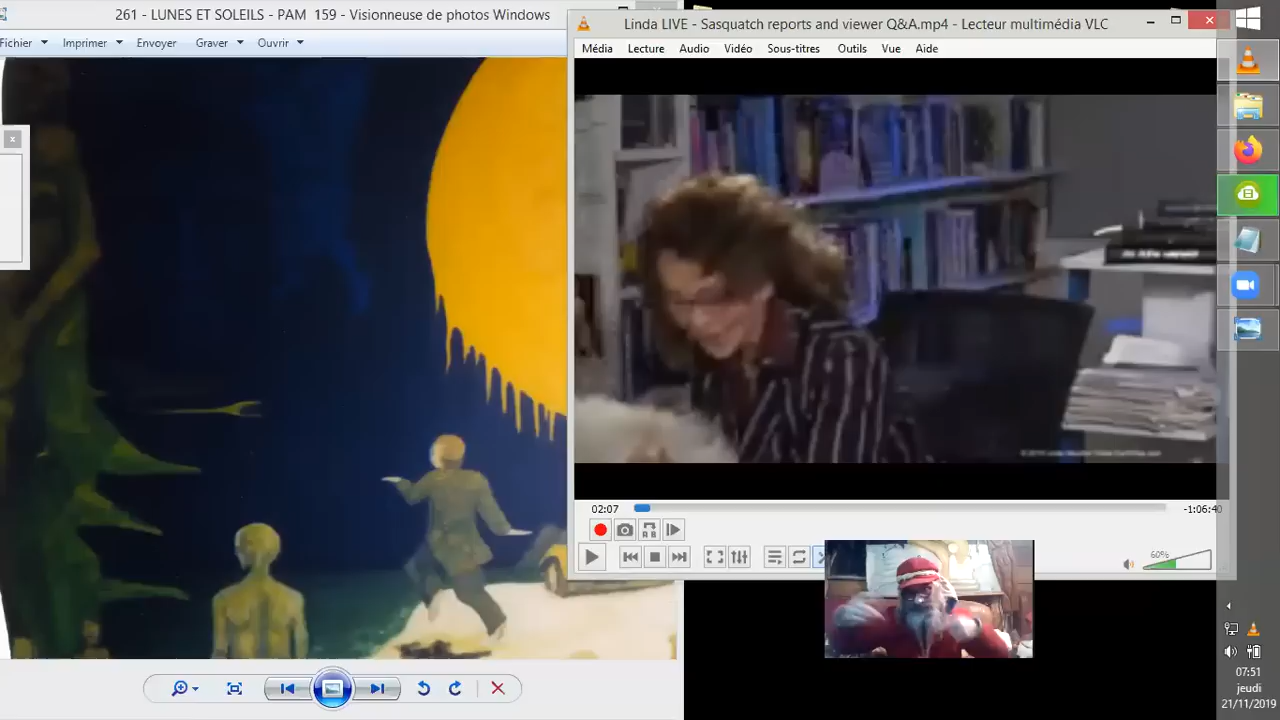 261 - LUNES ET SOLEILS - PAM 159 - Visionneuse de photos Windows
Fichier Imprimer Envoyer Graver Ouvrir
Linda LIVE - Sasquatch reports and viewer Q&A.mp4 - Lecteur multimédia VLC
Média Lecture Audio Vidéo Sous-titres Outils Vue Aide
02:07 -1:06:40
A B
60%
07:51
jeudi
21/11/2019